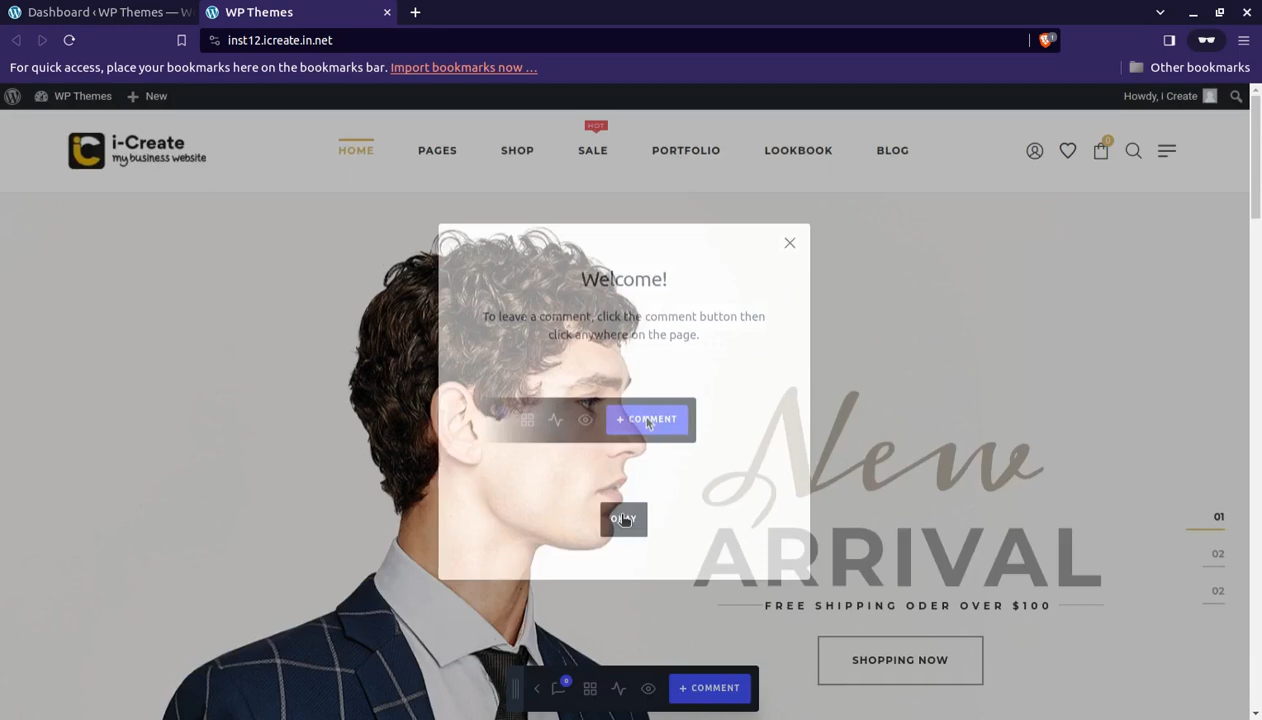 Dashboard ‹ WP Themes — W
WP Themes
inst12.icreate.in.net
1
For quick access, place your bookmarks here on the bookmarks bar. Import bookmarks now …
Other bookmarks
WP Themes
New
Howdy, i Create
i-Create
my business website
HOME
PAGES
SHOP
HOT
SALE
PORTFOLIO
LOOKBOOK
BLOG
0
Welcome!
To leave a comment, click the comment button then
click anywhere on the page.
+ COMMENT
OKAY
New
ARRIVAL
FREE SHIPPING ODER OVER $100
SHOPPING NOW
01
02
02
0
+ COMMENT